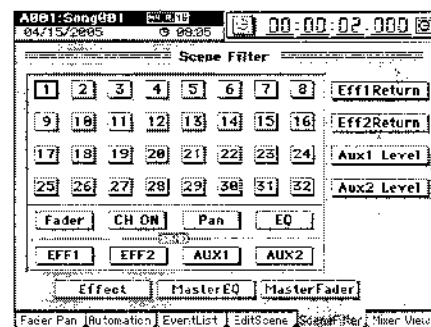 A001:Song001
04/15/2005 09:05 00:00:02.000
Scene Filter
1 2 3 4 5 6 7 8 Eff1Return
9 10 11 12 13 14 15 16 Eff2Return
17 18 19 20 21 22 23 24 Aux1 Level
25 26 27 28 29 30 31 32 Aux2 Level
Fader CH ON Pan EQ
EFF1 EFF2 AUX1 AUX2
Effect MasterEQ MasterFader
Fader Pan Automation EventList EditScene Mixer View